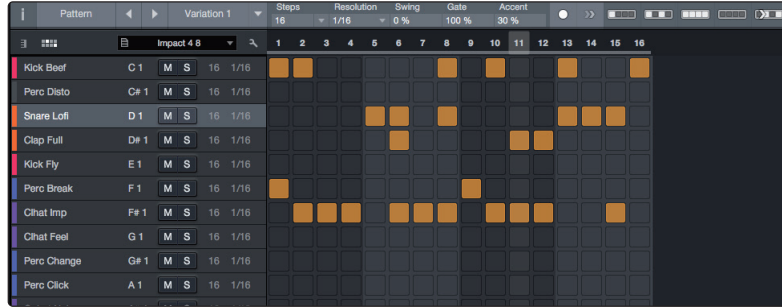 Pattern Variation 1 Steps Resolution Swing Gate Accent
16 1/16 0 % 100 % 30 %
Impact 4 8 1 2 3 4 5 6 7 8 9 10 11 12 13 14 15 16
Kick Beef C 1 M S 16 1/16
Perc Disto C# 1 M S 16 1/16
Snare Lofi D 1 M S 16 1/16
Clap Full D# 1 M S 16 1/16
Kick Fly E 1 M S 16 1/16
Perc Break F 1 M S 16 1/16
Clhat Imp F# 1 M S 16 1/16
Clhat Feel G 1 M S 16 1/16
Perc Change G# 1 M S 16 1/16
Perc Click A 1 M S 16 1/16